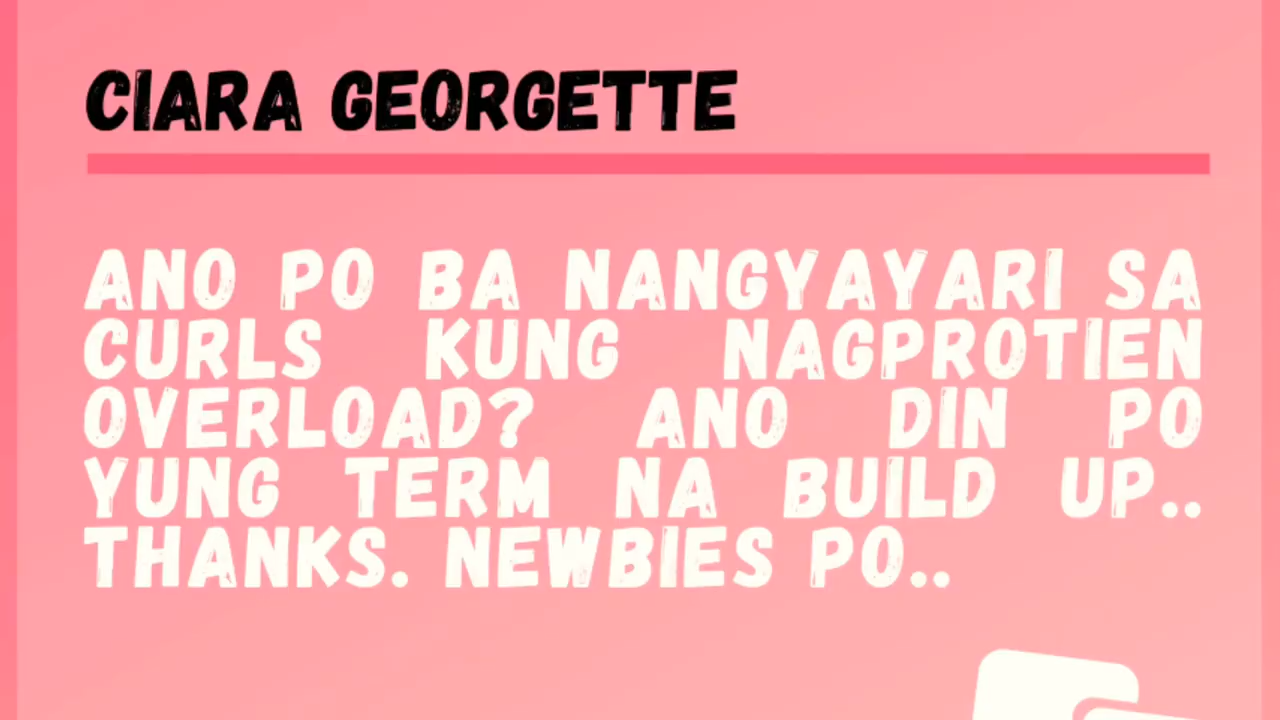 CIARA GEORGETTE
ANO PO BA NANGYAYARI SA
CURLS KUNG NAGPROTIEN
OVERLOAD? ANO DIN PO
YUNG TERM NA BUILD UP..
THANKS. NEWBIES PO..